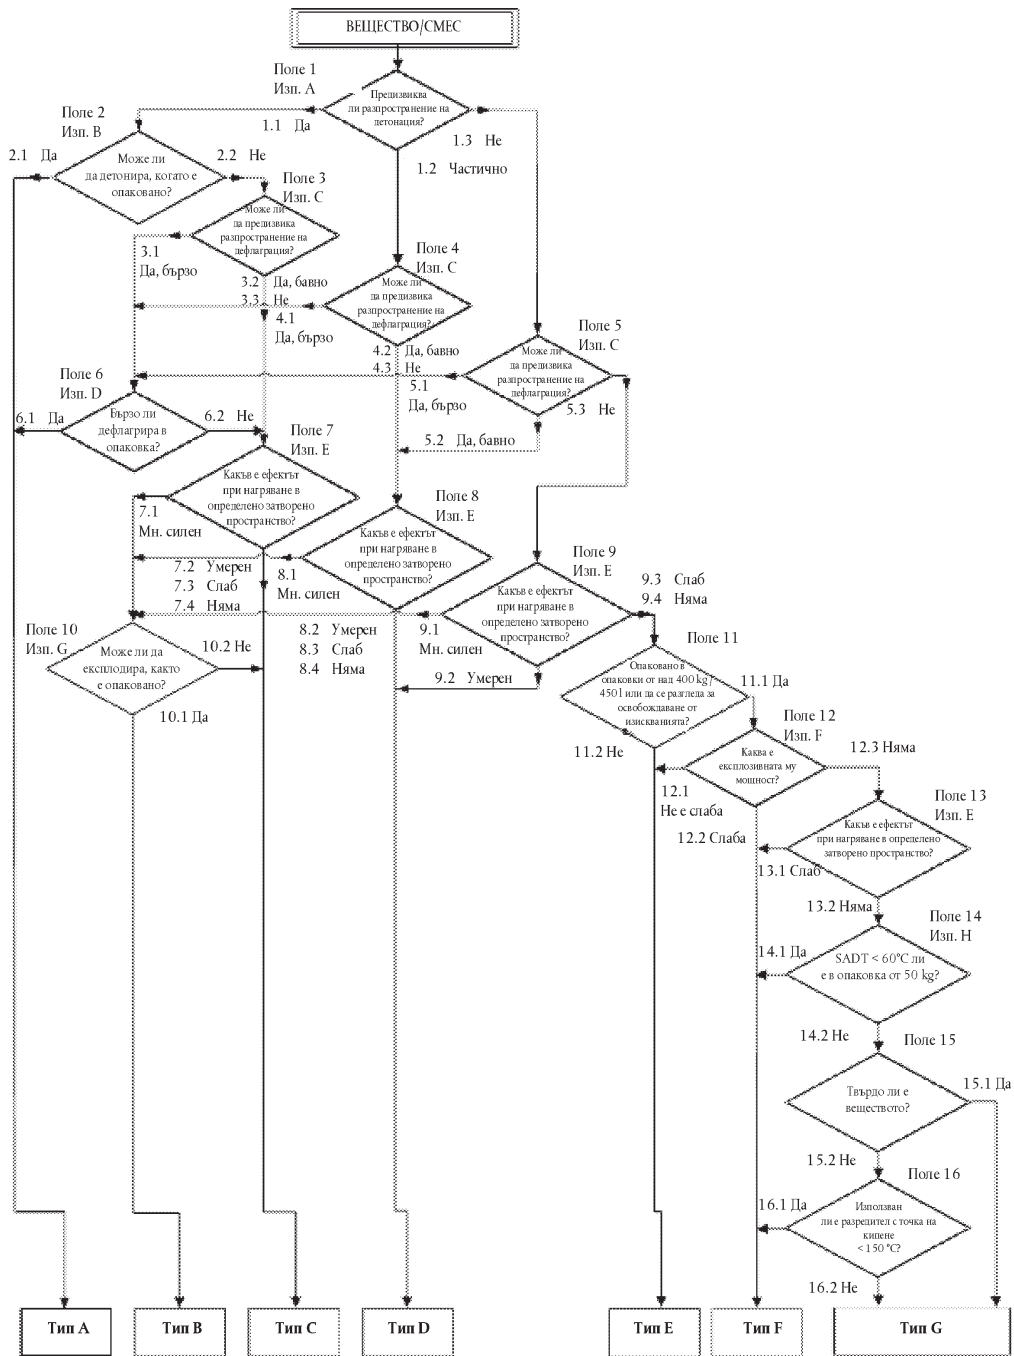 ВЕЩЕСТВО/СМЕС
Поле 1
Изп. A
Предизвиква
ли разпространение на
детонация?
1.1 Да
1.3 Не
1.2 Частично
Поле 2
Изп. B
2.1 Да
2.2 Не
Може ли
да детонира, когато е
опаковано?
Поле 3
Изп. C
Може ли
да предизвика
разпространение на
дефлаграция?
3.1
Да, бързо
3.2 Да, бавно
3.3 Не
Поле 4
Изп. C
Може ли
да предизвика
разпространение на
дефлаграция?
4.1
Да, бързо
4.2 Да, бавно
4.3 Не
Поле 5
Изп. C
Може ли
да предизвика
разпространение на
дефлаграция?
5.1
Да, бързо
5.3 Не
5.2 Да, бавно
Поле 6
Изп. D
6.1 Да
6.2 Не
Бързо ли
дефлагрира в
опаковка?
Поле 7
Изп. E
Какъв е ефектът
при нагряване в
определено затворено
пространство?
7.1
Мн. силен
7.2 Умерен
7.3 Слаб
7.4 Няма
Поле 8
Изп. E
Какъв е ефектът
при нагряване в
определено затворено
пространство?
8.1
Мн. силен
8.2 Умерен
8.3 Слаб
8.4 Няма
Поле 9
Изп. E
Какъв е ефектът
при нагряване в
определено затворено
пространство?
9.3 Слаб
9.4 Няма
9.1
Мн. силен
9.2 Умерен
Поле 10
Изп. G
10.2 Не
Може ли да
експлодира, както
е опаковано?
10.1 Да
Поле 11
Опаковано в
опаковки от над 400 kg /
450 l или да се разгледа за
освобождаване от
изискванията?
11.1 Да
11.2 Не
Поле 12
Изп. F
Каква е
експлозивната му
мощност?
12.3 Няма
12.1
Не е слаба
12.2 Слаба
Поле 13
Изп. E
Какъв е ефектът
при нагряване в определено
затворено пространство?
13.1 Слаб
13.2 Няма
Поле 14
Изп. H
14.1 Да
SADT < 60°C ли
е в опаковка от 50 kg?
14.2 Не
Поле 15
15.1 Да
Твърдо ли е
веществото?
15.2 Не
Поле 16
16.1 Да
Използван
ли е разредител с точка на
кипене
< 150 °C?
16.2 Не
Тип A
Тип B
Тип C
Тип D
Тип E
Тип F
Тип G